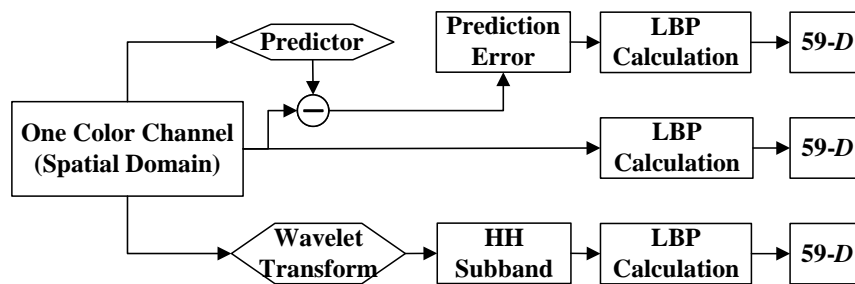 Predictor
Prediction
Error
LBP
Calculation
59-D
One Color Channel
(Spatial Domain)
LBP
Calculation
59-D
Wavelet
Transform
HH
Subband
LBP
Calculation
59-D